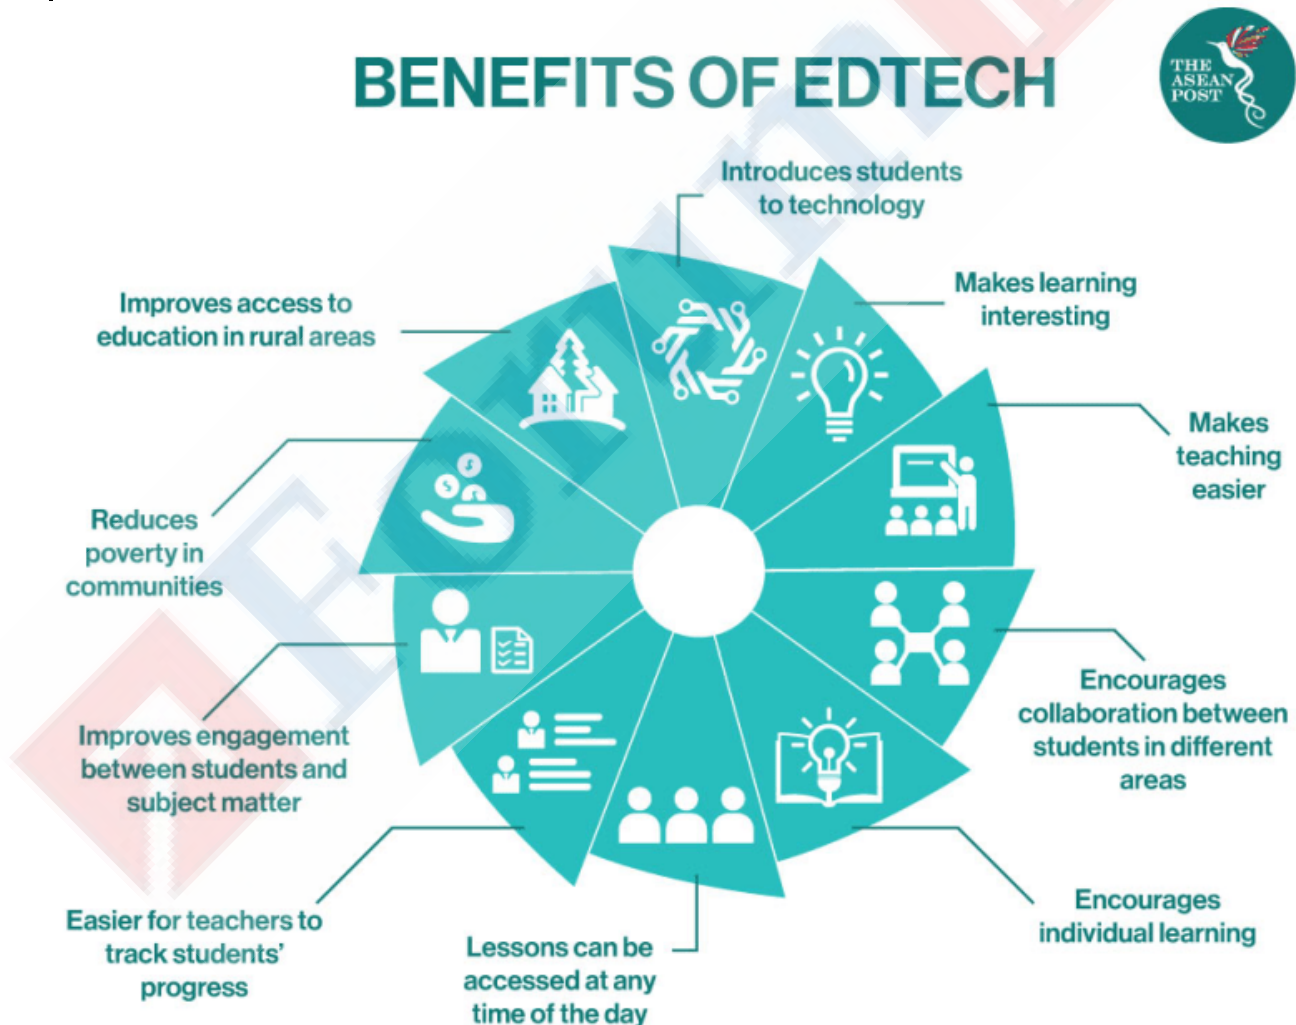 BENEFITS OF EDTECH
THE
ASEAN
POST
Introduces students
to technology
Makes learning
interesting
Makes
teaching
easier
Encourages
collaboration between
students in different
areas
Encourages
individual learning
Lessons can be
accessed at any
time of the day
Easier for teachers to
track students’
progress
Improves engagement
between students and
subject matter
Reduces
poverty in
communities
Improves access to
education in rural areas